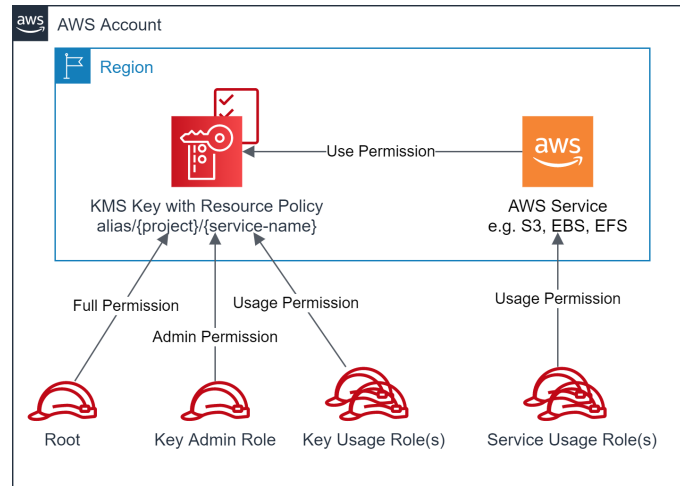 aws
AWS Account
Region
aws
Use Permission
KMS Key with Resource Policy
alias/{project}/{service-name}
AWS Service
e.g. S3, EBS, EFS
Full Permission
Usage Permission
Usage Permission
Admin Permission
Root
Key Admin Role
Key Usage Role(s)
Service Usage Role(s)